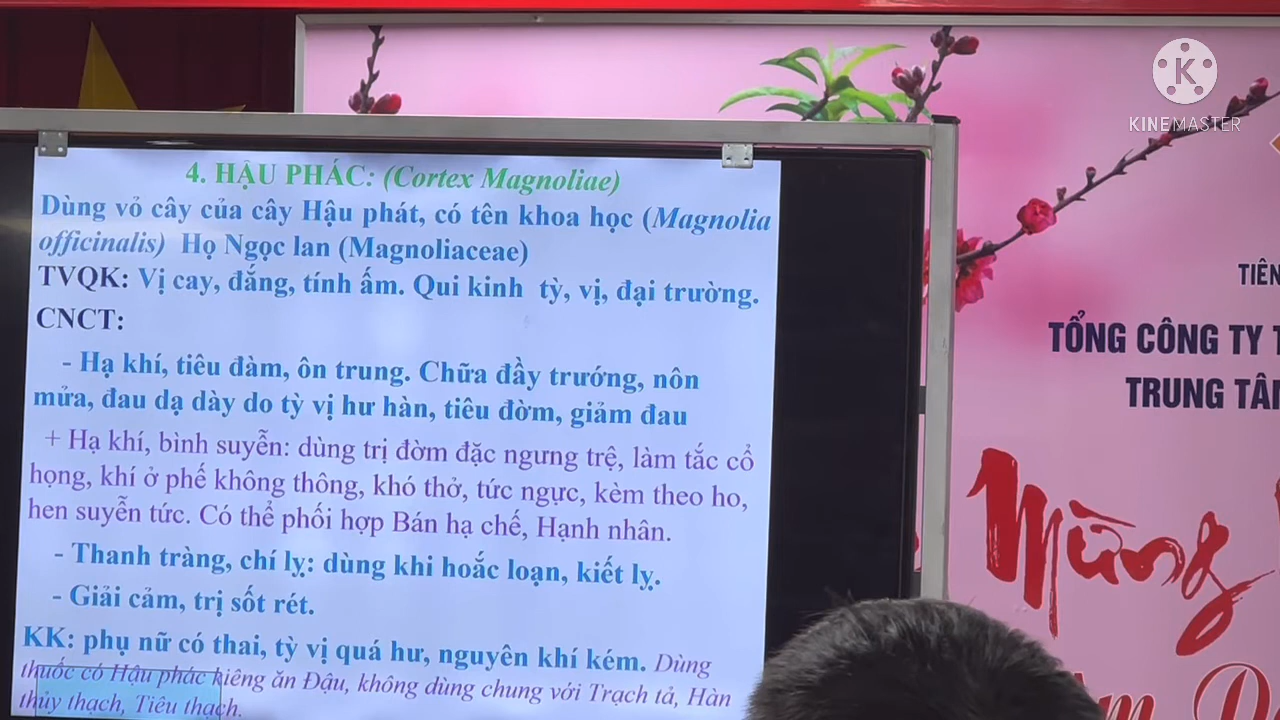 4. HẬU PHÁC: (Cortex Magnoliae)
Dùng vỏ cây của cây Hậu phát, có tên khoa học (Magnolia
officinalis) Họ Ngọc lan (Magnoliaceae)
TVQK: Vị cay, đắng, tính ấm. Qui kinh tỳ, vị, đại trường.
CNCT:
- Hạ khí, tiêu đàm, ôn trung. Chữa đầy trướng, nôn
mửa, đau dạ dày do tỳ vị hư hàn, tiêu đờm, giảm đau
+ Hạ khí, bình suyễn: dùng trị đờm đặc ngưng trệ, làm tắc cổ
họng, khí ở phế không thông, khó thở, tức ngực, kèm theo ho,
hen suyễn tức. Có thể phối hợp Bán hạ chế, Hạnh nhân.
- Thanh tràng, chí lỵ: dùng khi hoắc loạn, kiết lỵ.
- Giải cảm, trị sốt rét.
KK: phụ nữ có thai, tỳ vị quá hư, nguyên khí kém. Dùng
thuốc có Hậu phác kiêng ăn Đậu, không dùng chung với Trạch tả, Hàn
thủy thạch, Tiêu thạch.
K
KINEMASTER
TIÊN
TỔNG CÔNG TY
TRUNG TÂ
Mừng